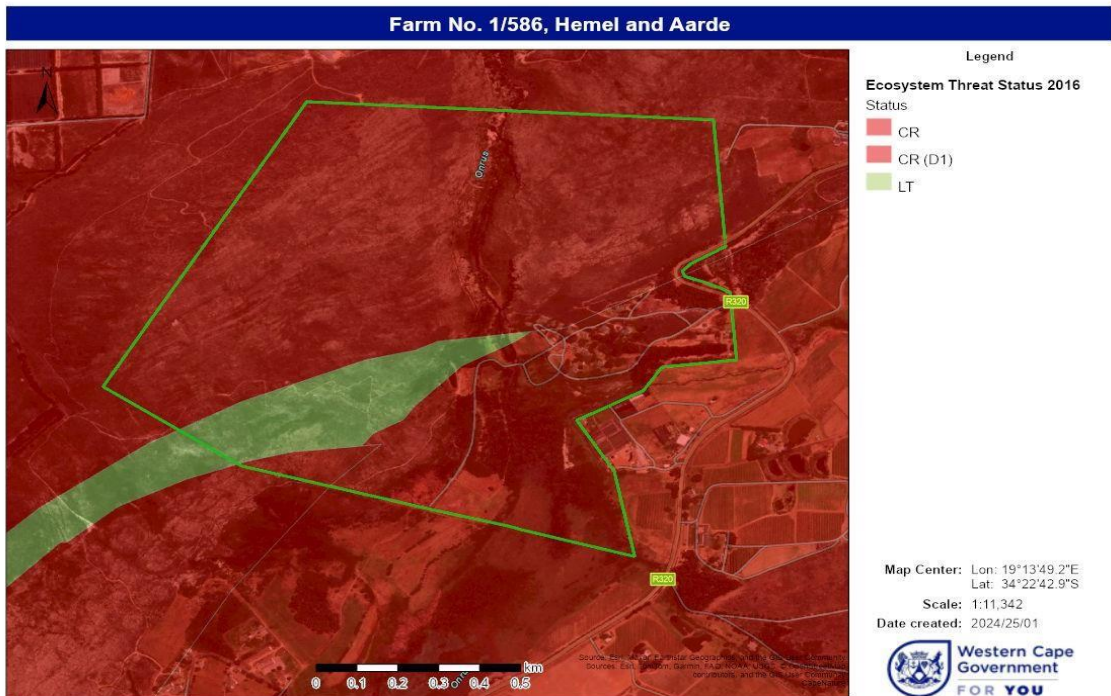 Farm No. 1/586, Hemel and Aarde
N
Onrus
R320
R320
km
0 0.1 0.2 0.3 0.4 0.5
Legend
Ecosystem Threat Status 2016
Status
CR
CR (D1)
LT
Map Center: Lon: 19°13'49.2"E
Lat: 34°22'42.9"S
Scale: 1:11,342
Date created: 2024/25/01
Western Cape
Government
FOR YOU